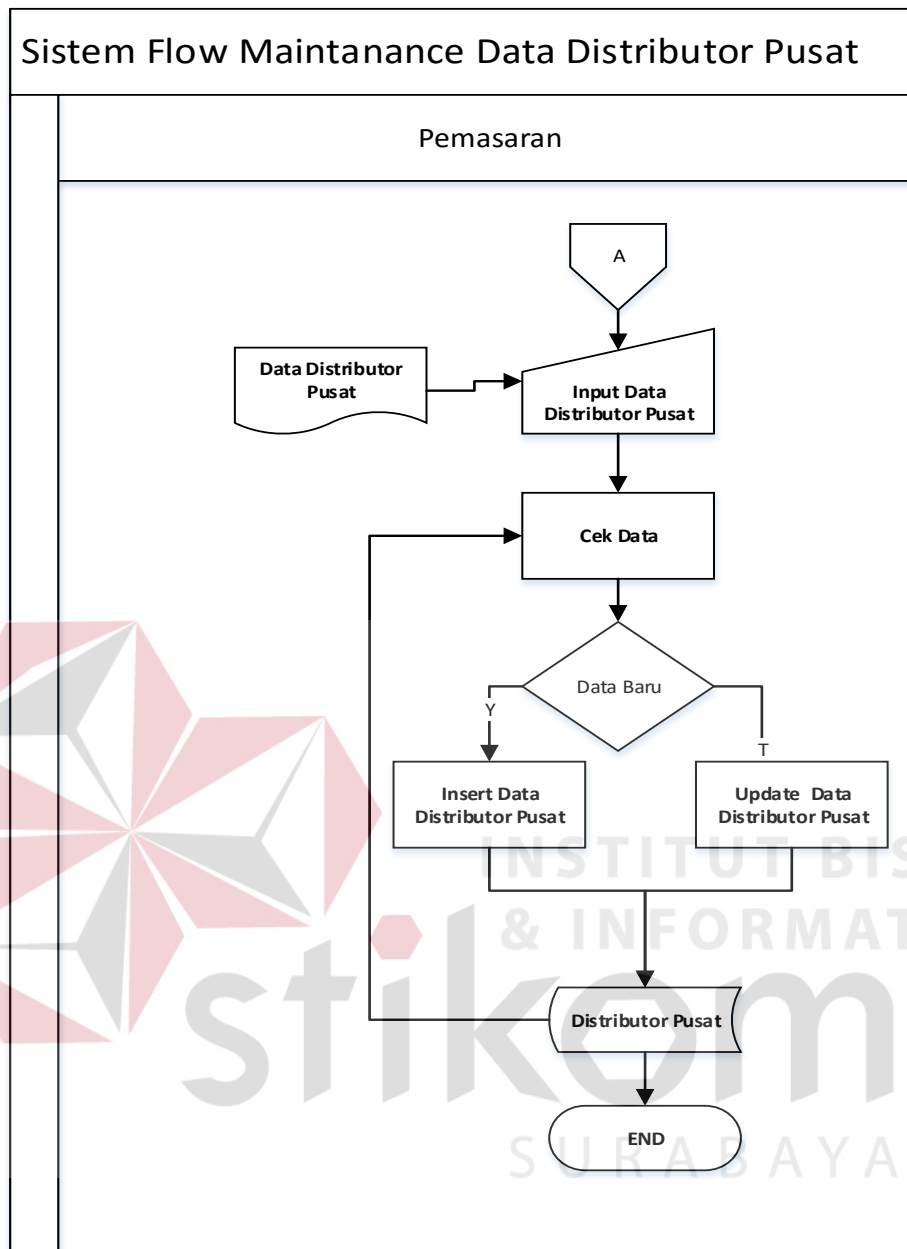 Sistem Flow Maintanance Data Distributor Pusat
Pemasaran
A
Data Distributor
Pusat
Input Data
Distributor Pusat
Cek Data
Data Baru
Y
T
Insert Data
Distributor Pusat
Update Data
Distributor Pusat
INSTITUT BIS
& INFORMAT
stikom
Distributor Pusat
END
SURABAYA